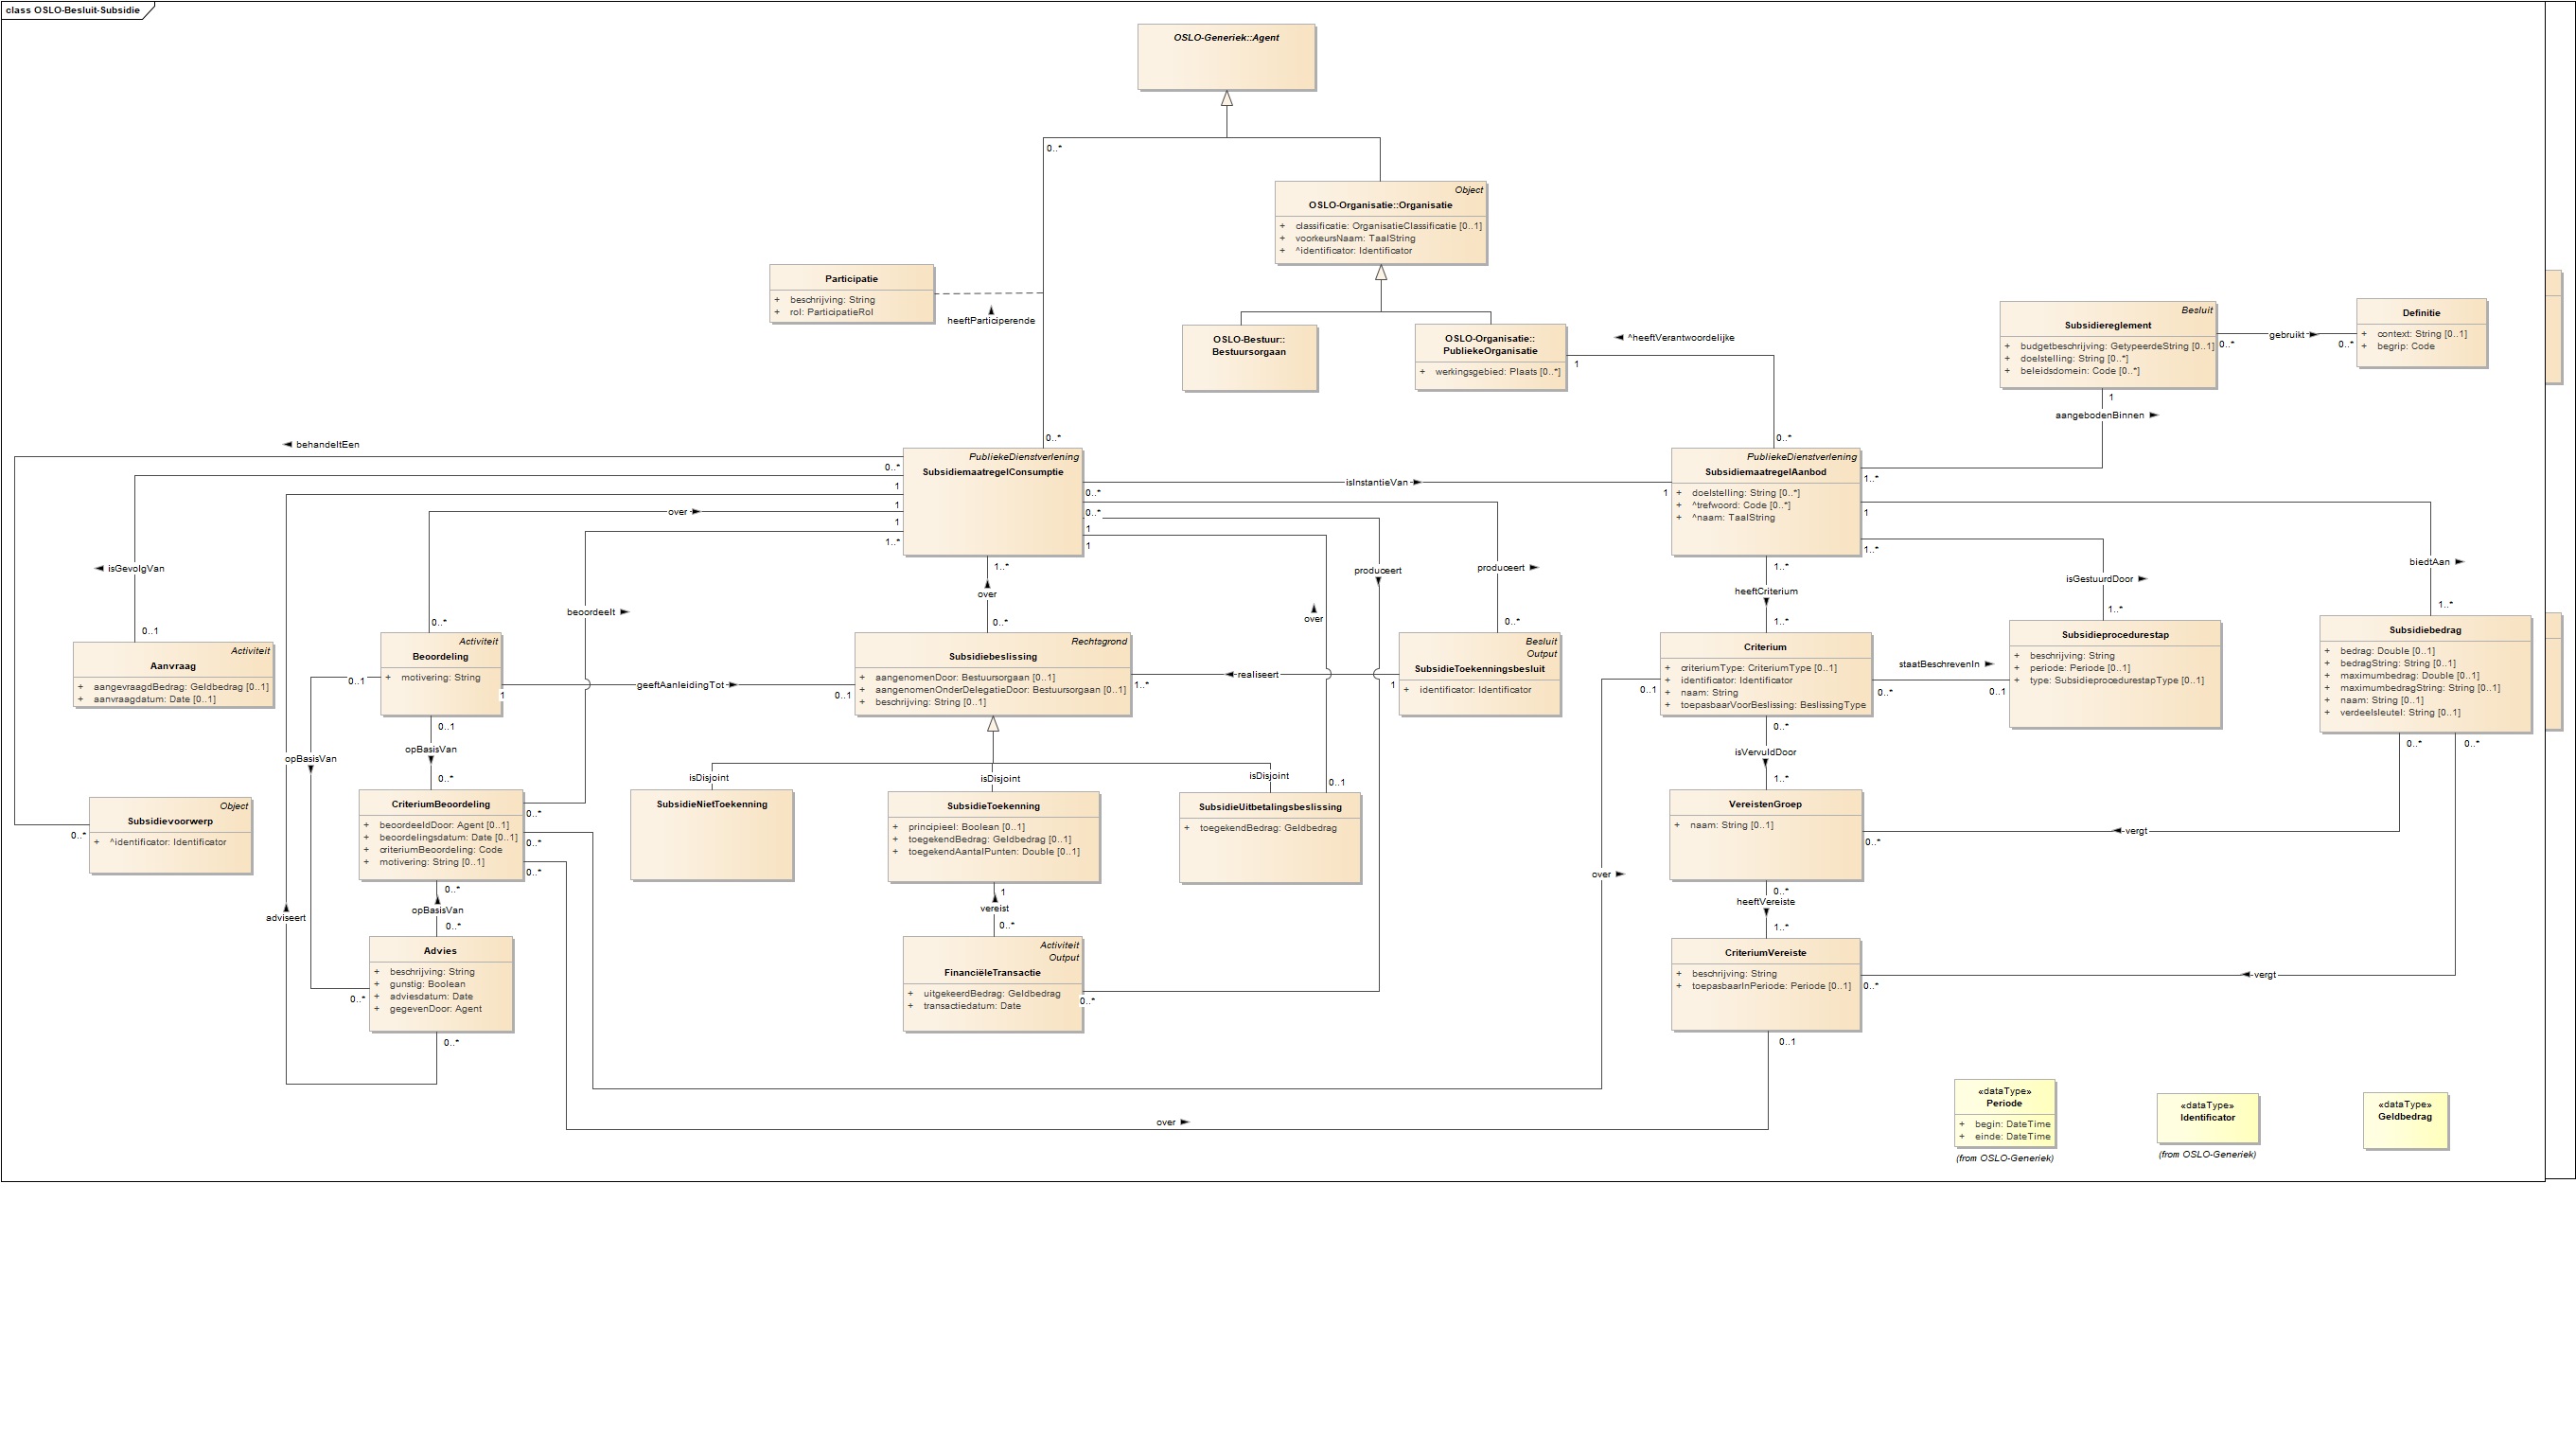 class OSLO-Besluit-Subsidie
OSLO-Generiek::Agent
0..*
Object
OSLO-Organisatie::Organisatie
+ classificatie: OrganisatieClassificatie [0..1]
+ voorkeursNaam: TaalString
+ ^identificator: Identificator
Participatie
+ beschrijving: String
+ rol: ParticipatieRol
heeftParticiperende
OSLO-Bestuur::
Bestuursorgaan
OSLO-Organisatie::
PubliekeOrganisatie
+ werkingsgebied: Plaats [0..*]
^heeftVerantwoordelijke
1
Besluit
Subsidiereglement
+ budgetbeschrijving: GetypeerdeString [0..1]
+ doelstelling: String [0..*]
+ beleidsdomein: Code [0..*]
gebruikt
0..*
0..*
Definitie
+ context: String [0..1]
+ begrip: Code
1
aangebodenBinnen
behandeltEen
0..*
0..*
PubliekeDienstverlening
SubsidiemaatregelConsumptie
0..*
1
1
1
1..*
isInstantieVan
0..*
0..*
1
1
1
PubliekeDienstverlening
SubsidiemaatregelAanbod
+ doelstelling: String [0..*]
+ ^trefwoord: Code [0..*]
+ ^naam: TaalString
1..*
1
1..*
over
isGevolgVan
0..1
beoordeelt
0..*
1..*
over
0..*
over
produceert
produceert
0..*
1..*
heeftCriterium
1..*
isGestuurdDoor
1..*
biedtAan
1..*
Activiteit
Aanvraag
+ aangevraagdBedrag: Geldbedrag [0..1]
+ aanvraagdatum: Date [0..1]
Activiteit
Beoordeling
+ motivering: String
0..1
1
geeftAanleidingTot
0..1
Rechtsgrond
Subsidiebeslissing
+ aangenomenDoor: Bestuursorgaan [0..1]
+ aangenomenOnderDelegatieDoor: Bestuursorgaan [0..1]
+ beschrijving: String [0..1]
1..*
realiseert
1
Besluit
Output
SubsidieToekenningsbesluit
+ identificator: Identificator
0..1
Criterium
+ criteriumType: CriteriumType [0..1]
+ identificator: Identificator
+ naam: String
+ toepasbaarVoorBeslissing: BeslissingType
staatBeschrevenIn
0..*
0..1
Subsidieprocedurestap
+ beschrijving: String
+ periode: Periode [0..1]
+ type: SubsidieprocedurestapType [0..1]
Subsidiebedrag
+ bedrag: Double [0..1]
+ bedragString: String [0..1]
+ maximumbedrag: Double [0..1]
+ maximumbedragString: String [0..1]
+ naam: String [0..1]
+ verdeelsleutel: String [0..1]
0..*
0..*
0..1
opBasisVan
0..*
opBasisVan
isDisjoint
isDisjoint
isDisjoint
0..1
0..*
isVervuldDoor
1..*
Object
Subsidievoorwerp
+ ^identificator: Identificator
0..*
CriteriumBeoordeling
+ beoordeeldDoor: Agent [0..1]
+ beoordelingsdatum: Date [0..1]
+ criteriumBeoordeling: Code
+ motivering: String [0..1]
0..*
0..*
0..*
SubsidieNietToekenning
SubsidieToekenning
+ principieel: Boolean [0..1]
+ toegekendBedrag: Geldbedrag [0..1]
+ toegekendAantalPunten: Double [0..1]
SubsidieUitbetalingsbeslissing
+ toegekendBedrag: Geldbedrag
VereistenGroep
+ naam: String [0..1]
0..*
vergt
over
adviseert
0..*
opBasisVan
0..*
1
vereist
0..*
0..*
heeftVereiste
1..*
Advies
+ beschrijving: String
+ gunstig: Boolean
+ adviesdatum: Date
+ gegevenDoor: Agent
0..*
0..*
Activiteit
Output
FinanciëleTransactie
+ uitgekeerdBedrag: Geldbedrag
+ transactiedatum: Date
0..*
CriteriumVereiste
+ beschrijving: String
+ toepasbaarInPeriode: Periode [0..1]
0..*
vergt
0..1
over
«dataType»
Periode
+ begin: DateTime
+ einde: DateTime
(from OSLO-Generiek)
«dataType»
Identificator
(from OSLO-Generiek)
«dataType»
Geldbedrag